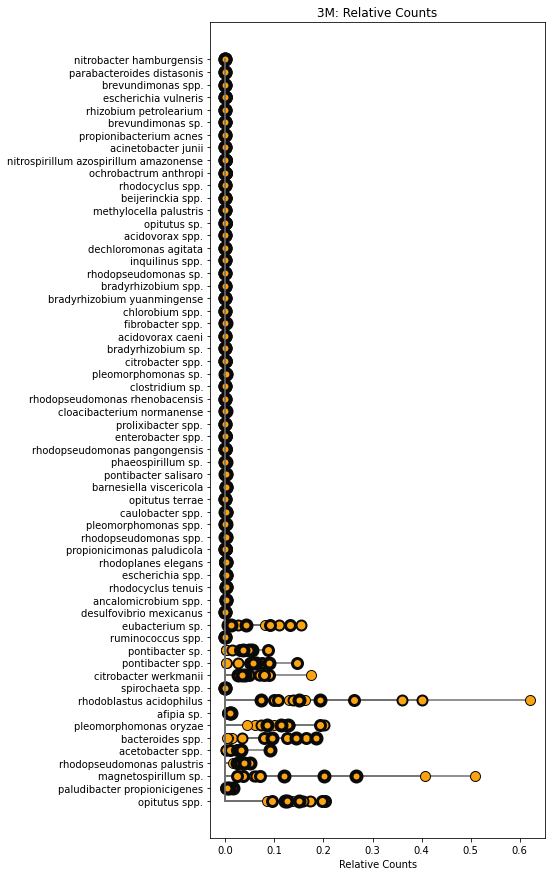 3M: Relative Counts
nitrobacter hamburgensis
parabacteroides distasonis
brevundimonas spp.
escherichia vulneris
rhizobium petrolearium
brevundimonas sp.
propionibacterium acnes
acinetobacter junii
nitrospirillum azospirillum amazonense
ochrobactrum anthropi
rhodocyclus spp.
beijerinckia spp.
methylocella palustris
opitutus sp.
acidovorax spp.
dechloromonas agitata
inquilinus spp.
rhodopseudomonas sp.
bradyrhizobium spp.
bradyrhizobium yuanmingense
chlorobium spp.
fibrobacter spp.
acidovorax caeni
bradyrhizobium sp.
citrobacter spp.
pleomorphomonas sp.
clostridium sp.
rhodopseudomonas rhenobacensis
cloacibacterium normanense
prolixibacter spp.
enterobacter spp.
rhodopseudomonas pangongensis
phaeospirillum sp.
pontibacter salisaro
barnesiella viscericola
opitutus terrae
caulobacter spp.
pleomorphomonas spp.
rhodopseudomonas spp.
propionicimonas paludicola
rhodoplanes elegans
escherichia spp.
rhodocyclus tenuis
ancalomicrobium spp.
desulfovibrio mexicanus
eubacterium sp.
ruminococcus spp.
pontibacter sp.
pontibacter spp.
citrobacter werkmanii
spirochaeta spp.
rhodoblastus acidophilus
afipia sp.
pleomorphomonas oryzae
bacteroides spp.
acetobacter spp.
rhodopseudomonas palustris
magnetospirillum sp.
paludibacter propionicigenes
opitutus spp.
0.0 0.1 0.2 0.3 0.4 0.5 0.6
Relative Counts